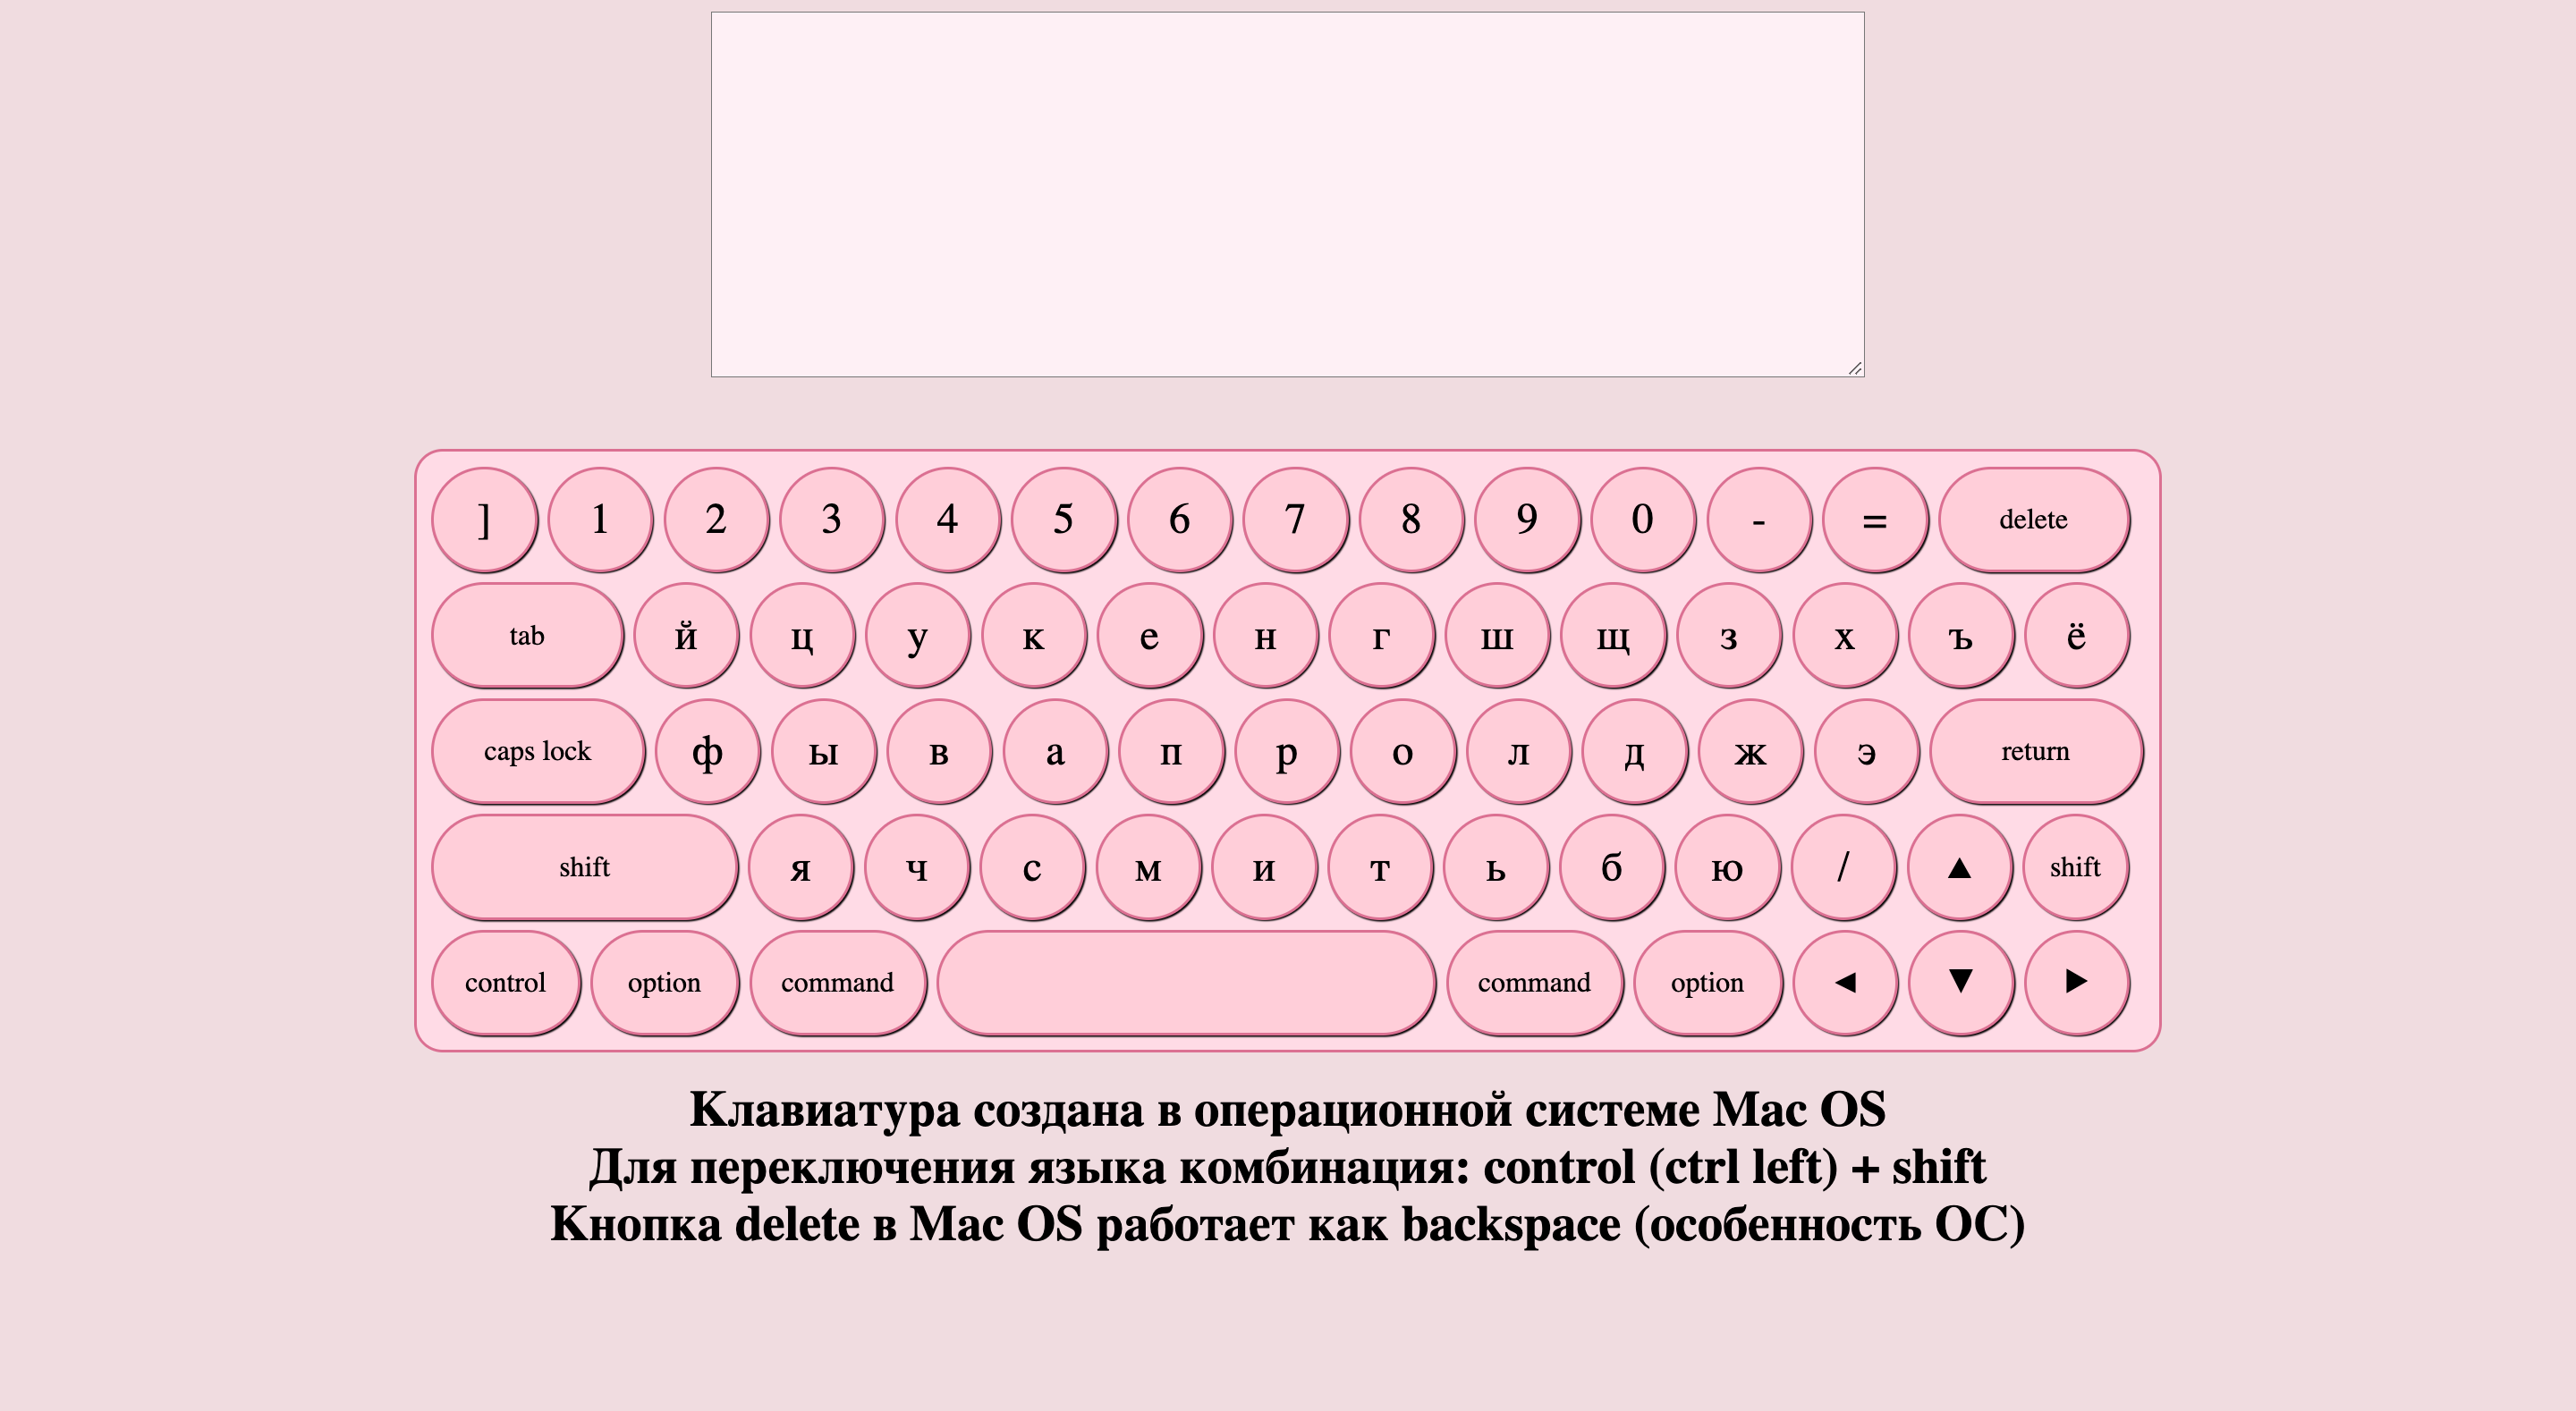 ] 1 2 3 4 5 6 7 8 9 0 - = delete
tab й ц у к е н г ш щ з х ъ ё
caps lock ф ы в а п р о л д ж э return
shift я ч с м и т ь б ю / ▲ shift
control option command command option ◄ ▼ ►
Клавиатура создана в операционной системе Mac OS
Для переключения языка комбинация: control (ctrl left) + shift
Кнопка delete в Mac OS работает как backspace (особенность ОС)